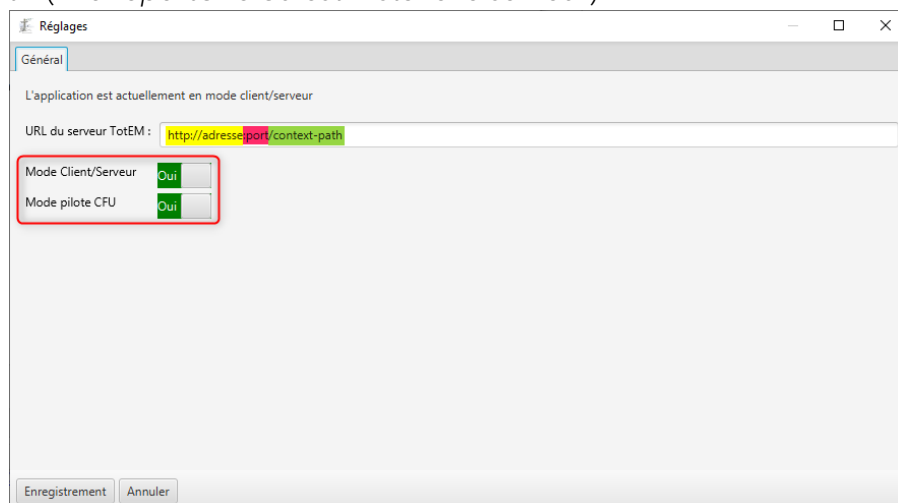 Réglages
Général
L'application est actuellement en mode client/serveur
URL du serveur TotEM : http://adresse:port/context-path
Mode Client/Serveur Oui
Mode pilote CFU Oui
Enregistrement Annuler